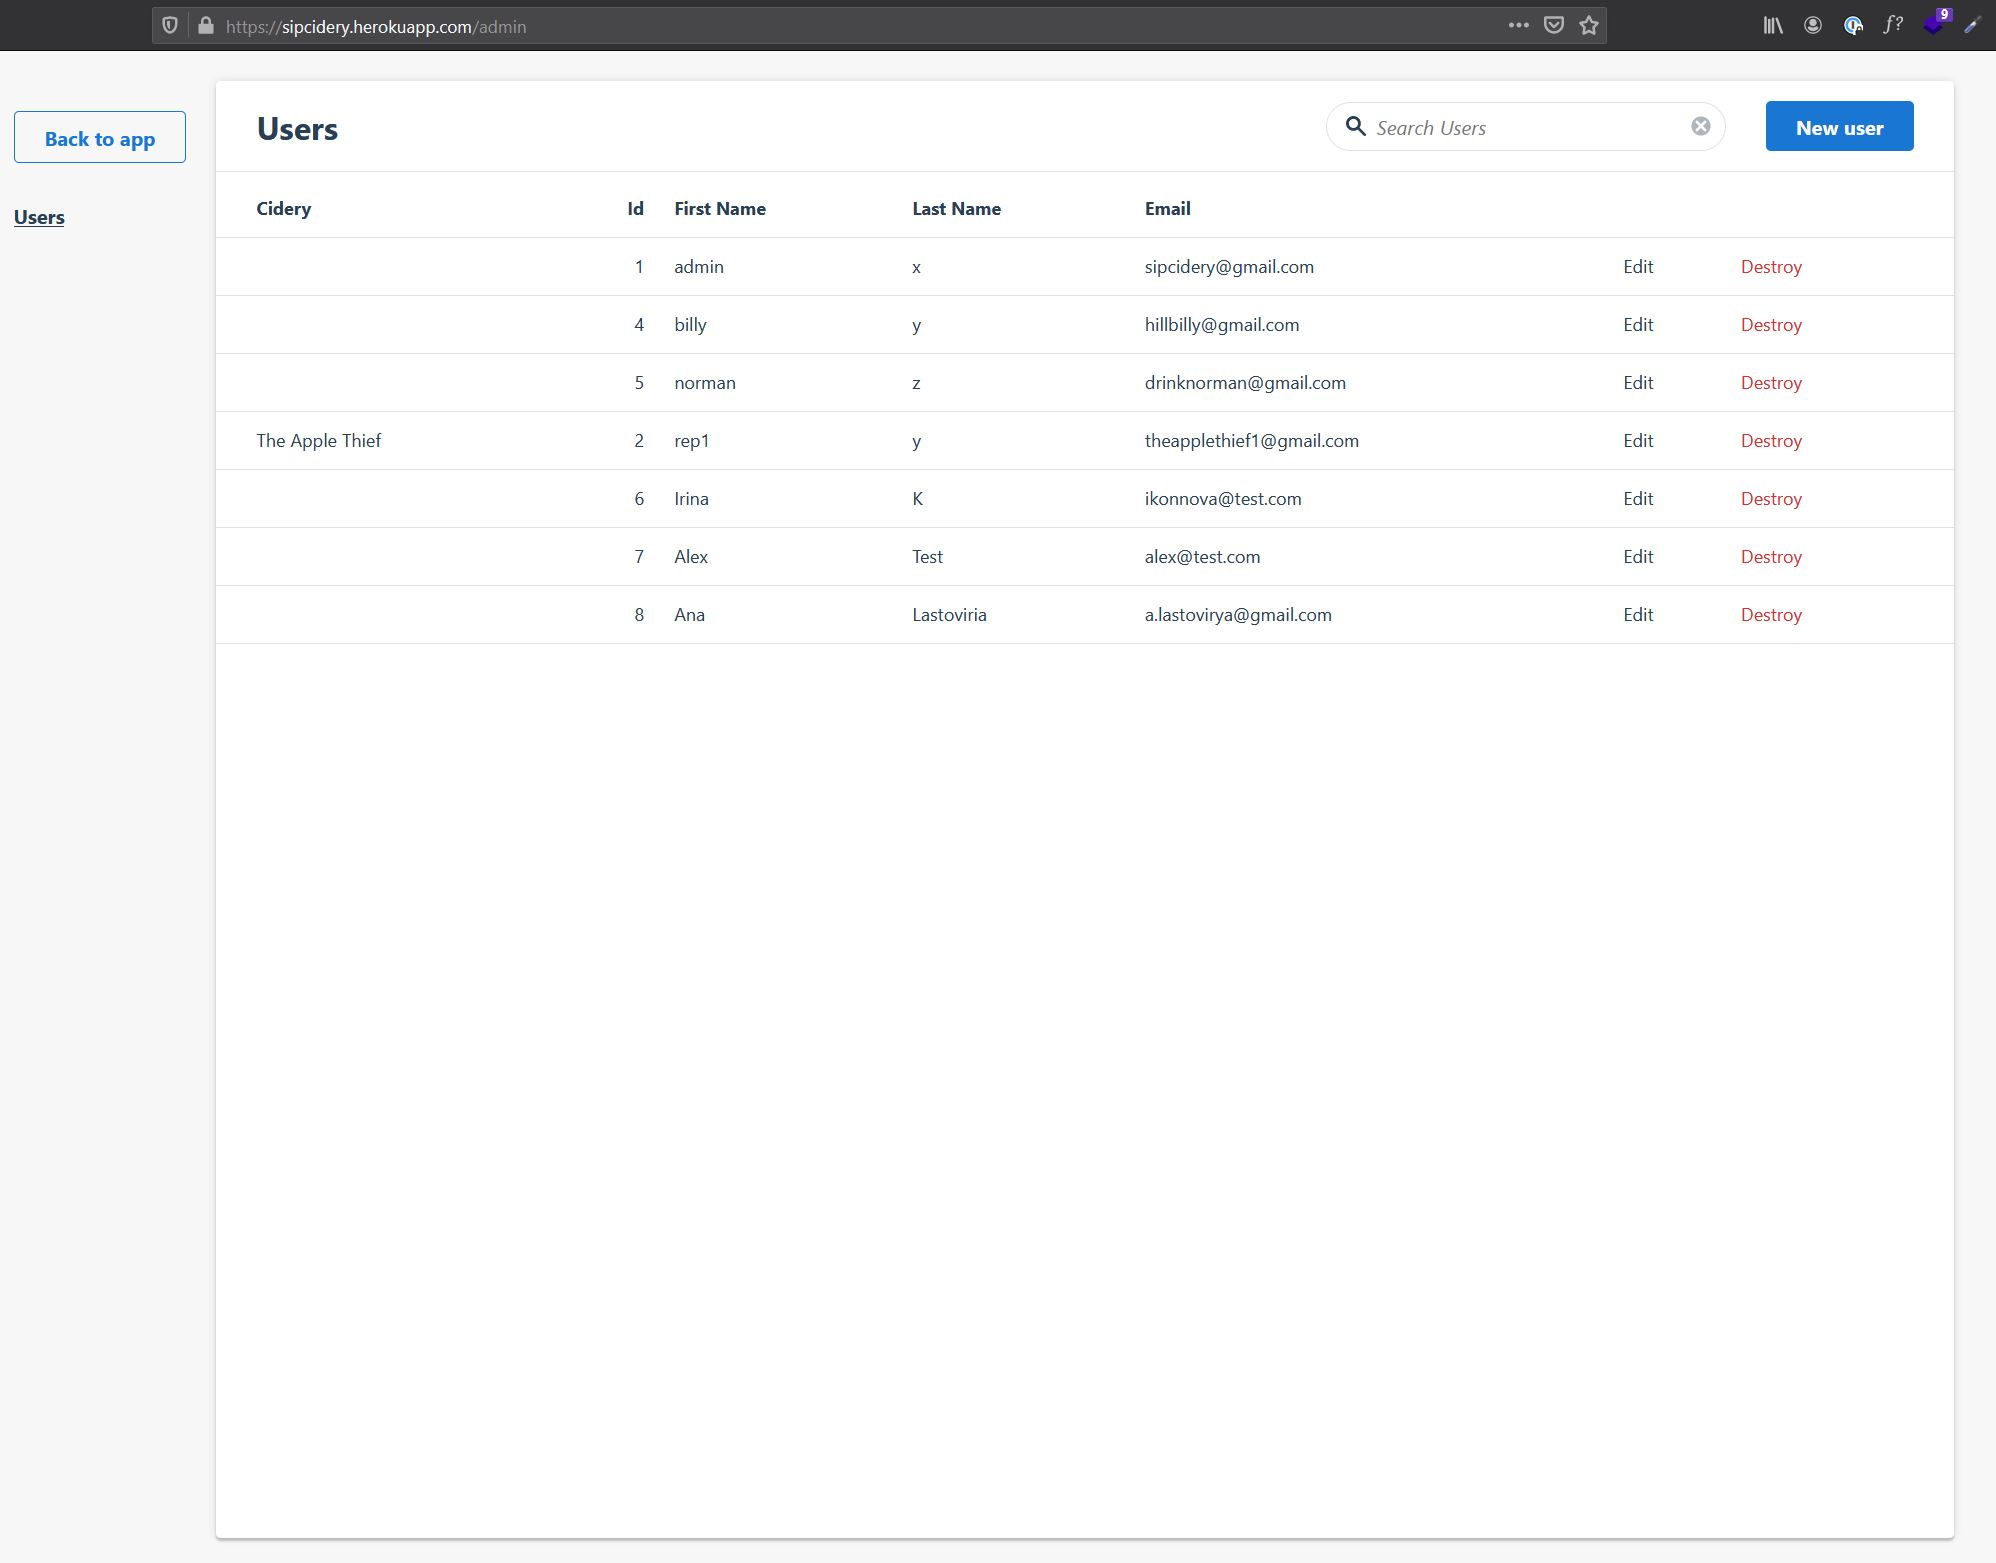 https://sipcidery.herokuapp.com/admin
f?
9
Back to app
Users
Users
Search Users
New user
Cidery Id First Name Last Name Email
1 admin x sipcidery@gmail.com Edit Destroy
4 billy y hillbilly@gmail.com Edit Destroy
5 norman z drinknorman@gmail.com Edit Destroy
The Apple Thief 2 rep1 y theapplethief1@gmail.com Edit Destroy
6 Irina K ikonnova@test.com Edit Destroy
7 Alex Test alex@test.com Edit Destroy
8 Ana Lastoviria a.lastovirya@gmail.com Edit Destroy